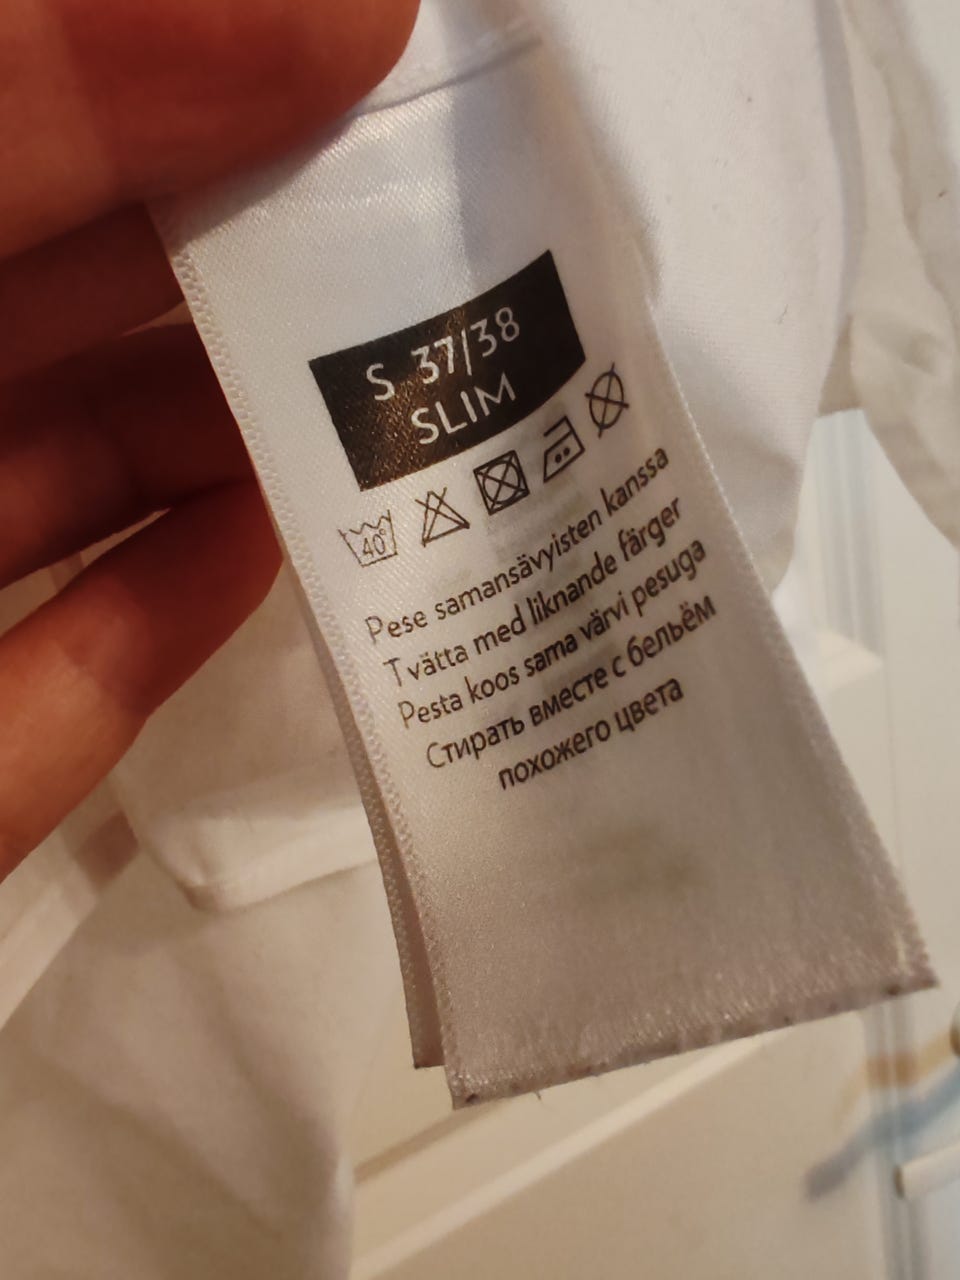 S 37/38
SLIM
40°
Pese samansävyisten kanssa
Tvätta med liknande färger
Pesta koos sama värvi pesuga
Стирать вместе с бельём
похожего цвета